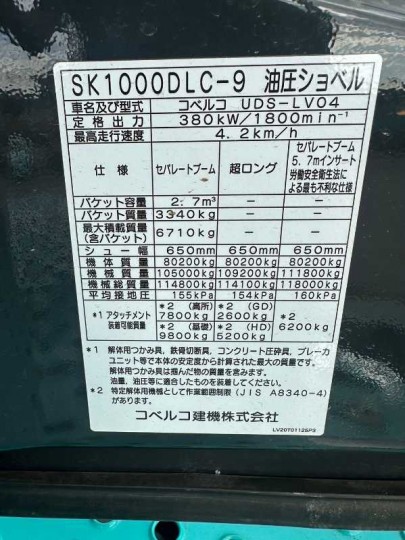 SK1000DLC-9 油圧ショベル
車名及び型式 コベルコ UDS-LV04
定格出力 380kW/1800min⁻¹
最高走行速度 4.2km/h
仕様 セパレートブーム 超ロング セパレートブーム
5.7mインサート
労働安全衛生法に
よる最も不利な仕様
バケット容量 2.7m³ － －
バケット質量 3340kg － －
最大積載質量
(含バケット) 6710kg － －
シュー幅 650mm 650mm 650mm
機体質量 80200kg 80200kg 80200kg
機械質量 105000kg 109200kg 111800kg
機械総質量 114800kg 114100kg 118000kg
平均接地圧 155kPa 154kPa 160kPa
*1 アタッチメント
装着可能質量 *2 (高所) *2 (GD) *2
7800kg 2600kg 6200kg
*2 (基礎) *2 (HD)
9800kg 5200kg
*1 解体用つかみ具，鉄骨切断具，コンクリート圧砕具，ブレーカ
ユニット等で本体の安定度から計算された最大の質量です。
解体用つかみ具は掴んだ物の質量を含みます。
油量，油圧等に適合したものを装着して下さい。
*2 特定解体用機械として作業範囲制限(JIS A8340-4)
があります。
コベルコ建機株式会社
LV20T01125P3